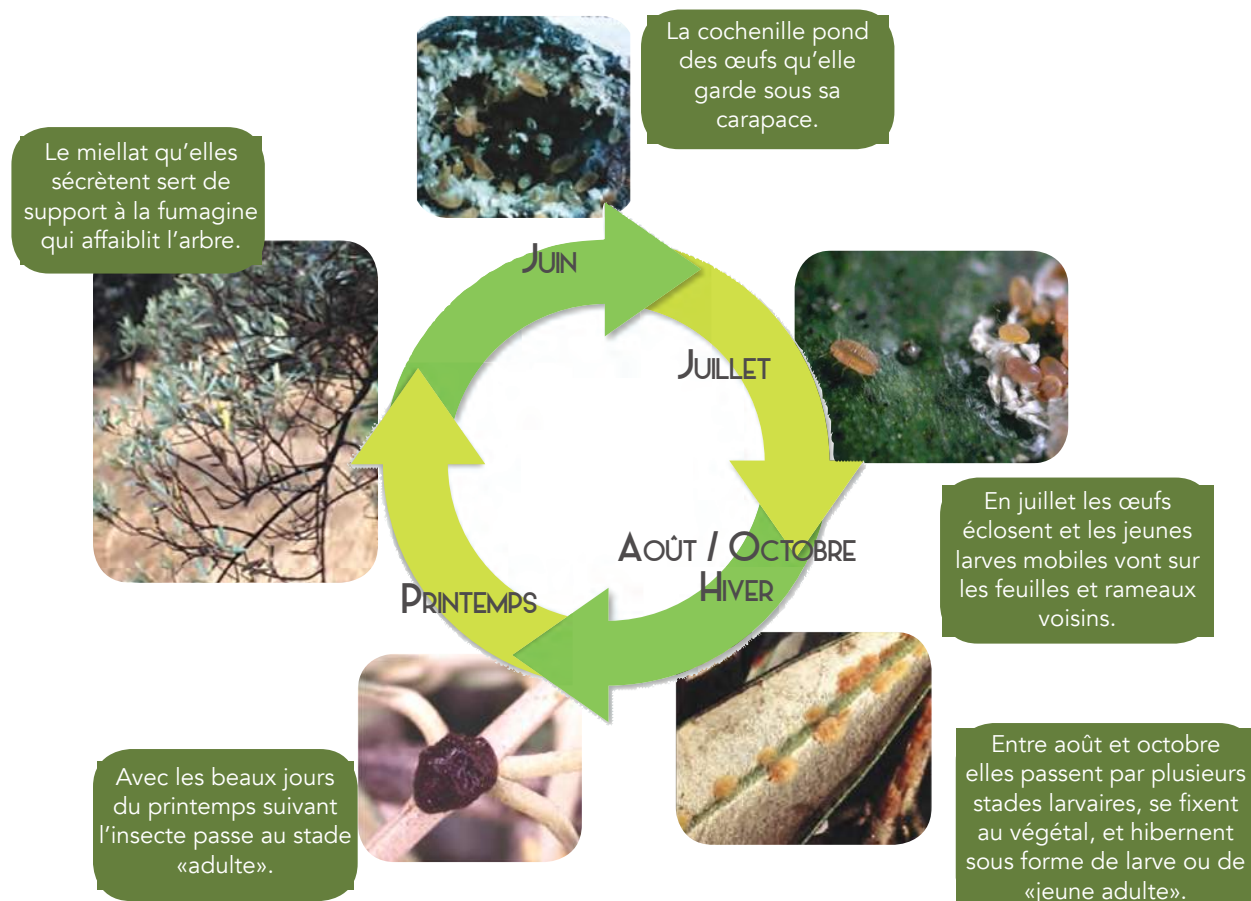 La cochenille pond
des œufs qu'elle
garde sous sa
carapace.
Le miellat qu'elles
sécrètent sert de
support à la fumagine
qui affaiblit l'arbre.
JUIN
JUILLET
AOÛT / OCTOBRE
HIVER
PRINTEMPS
En juillet les œufs
éclosent et les jeunes
larves mobiles vont sur
les feuilles et rameaux
voisins.
Entre août et octobre
elles passent par plusieurs
stades larvaires, se fixent
au végétal, et hibernent
sous forme de larve ou de
«jeune adulte».
Avec les beaux jours
du printemps suivant
l'insecte passe au stade
«adulte».